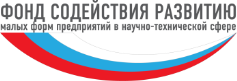 ФОНД СОДЕЙСТВИЯ РАЗВИТИЮ
малых форм предприятий в научно-технической сфере